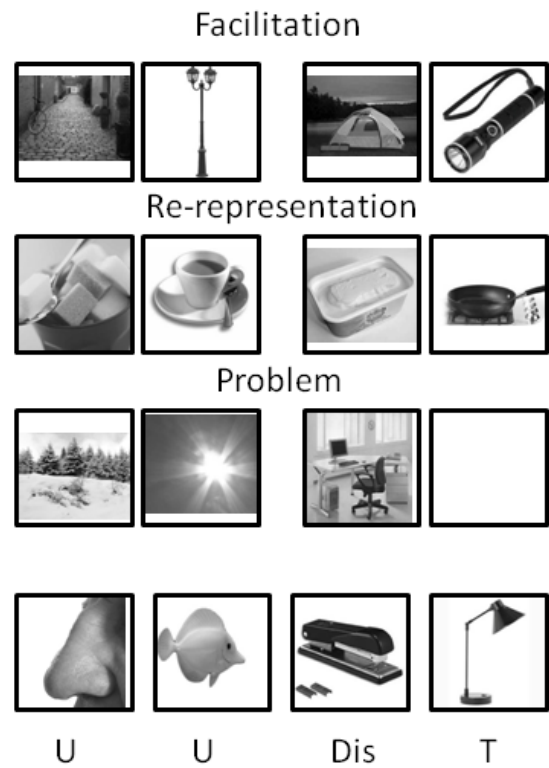 Facilitation
Re-representation
Problem
U U Dis T